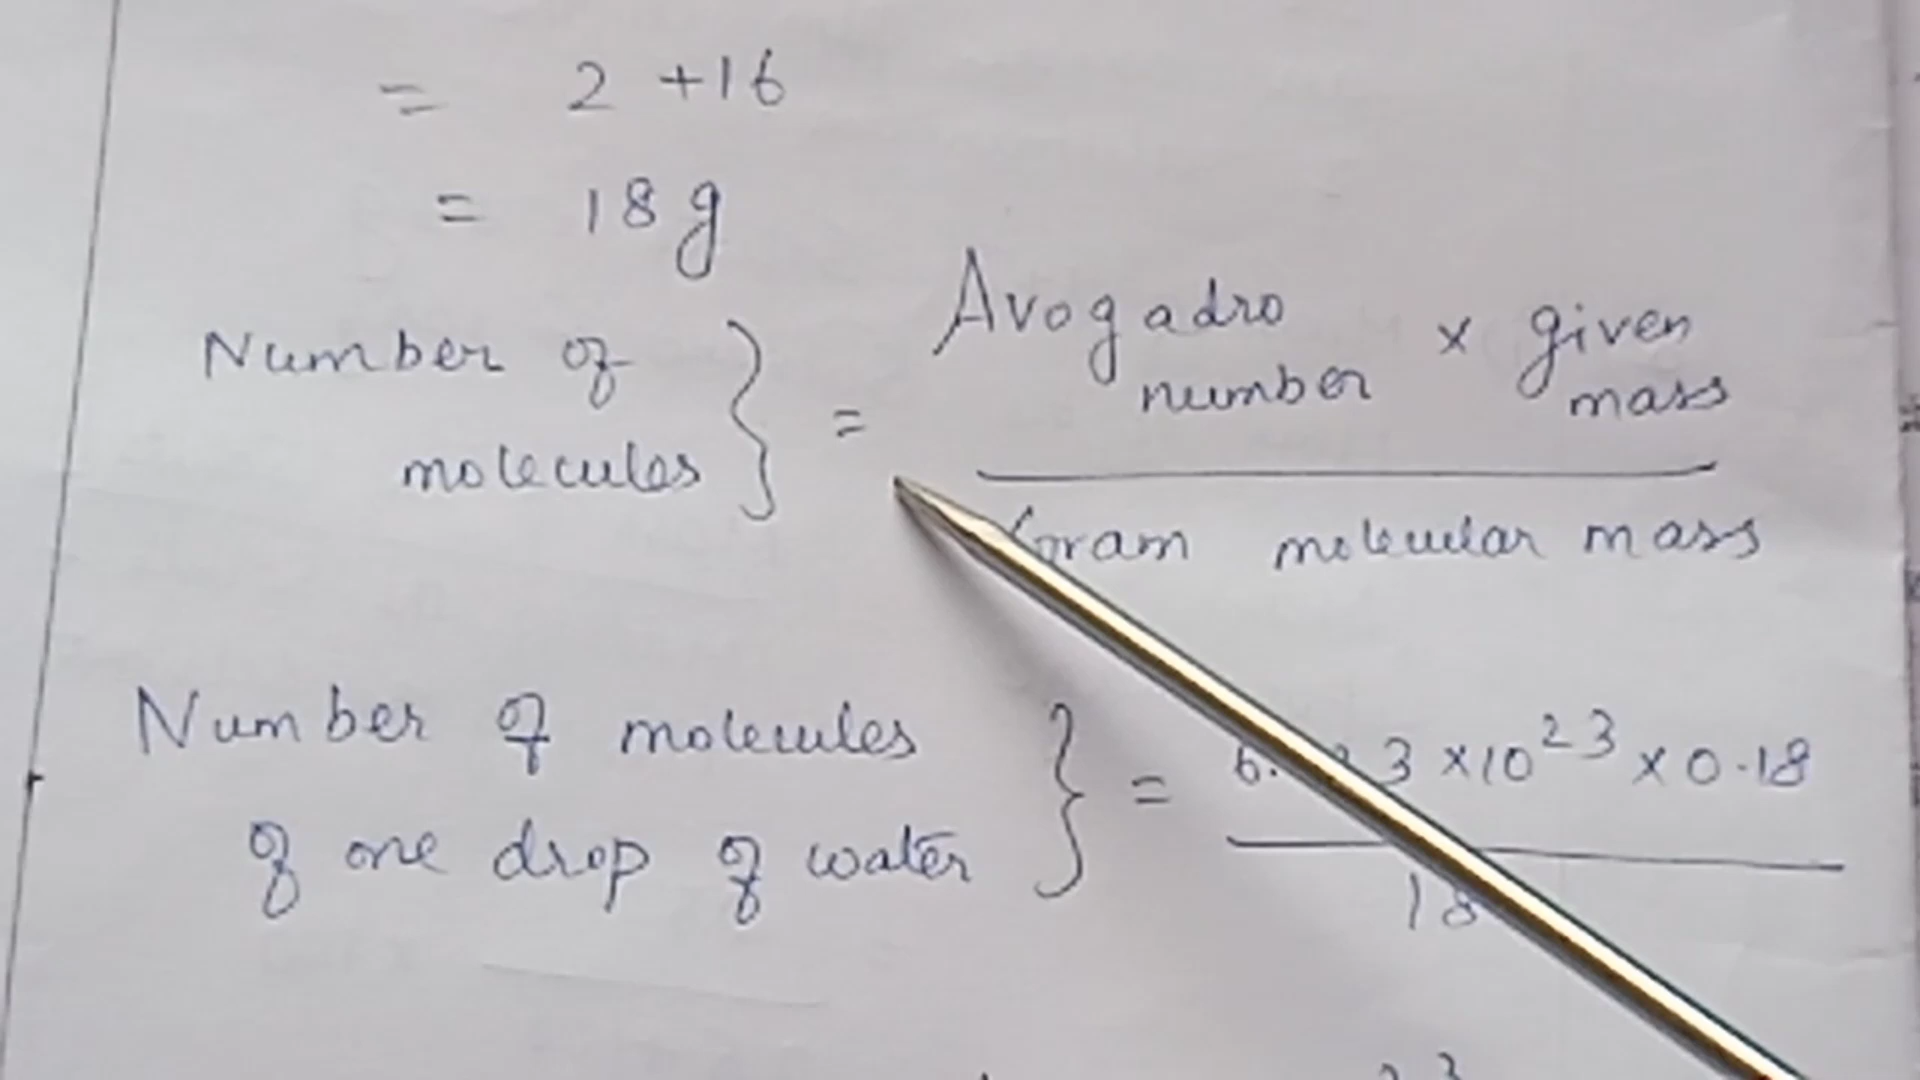 = 2 + 16
= 18 g
Number of molecules } = Avogadro number × given mass
Gram molecular mass
Number of molecules of one drop of water } = 6. 3 × 10²³ × 0.18
18